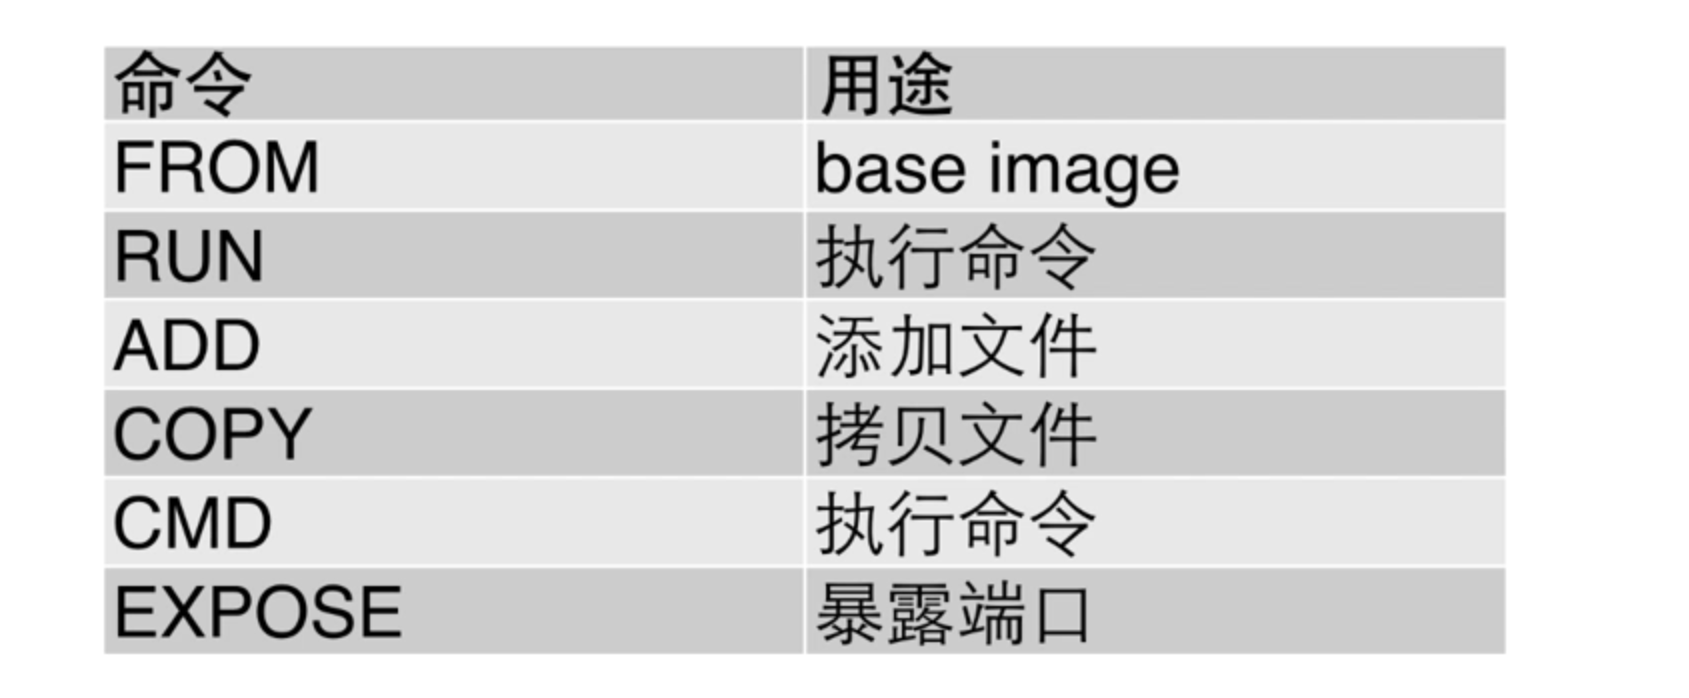 命令 用途
FROM base image
RUN 执行命令
ADD 添加文件
COPY 拷贝文件
CMD 执行命令
EXPOSE 暴露端口